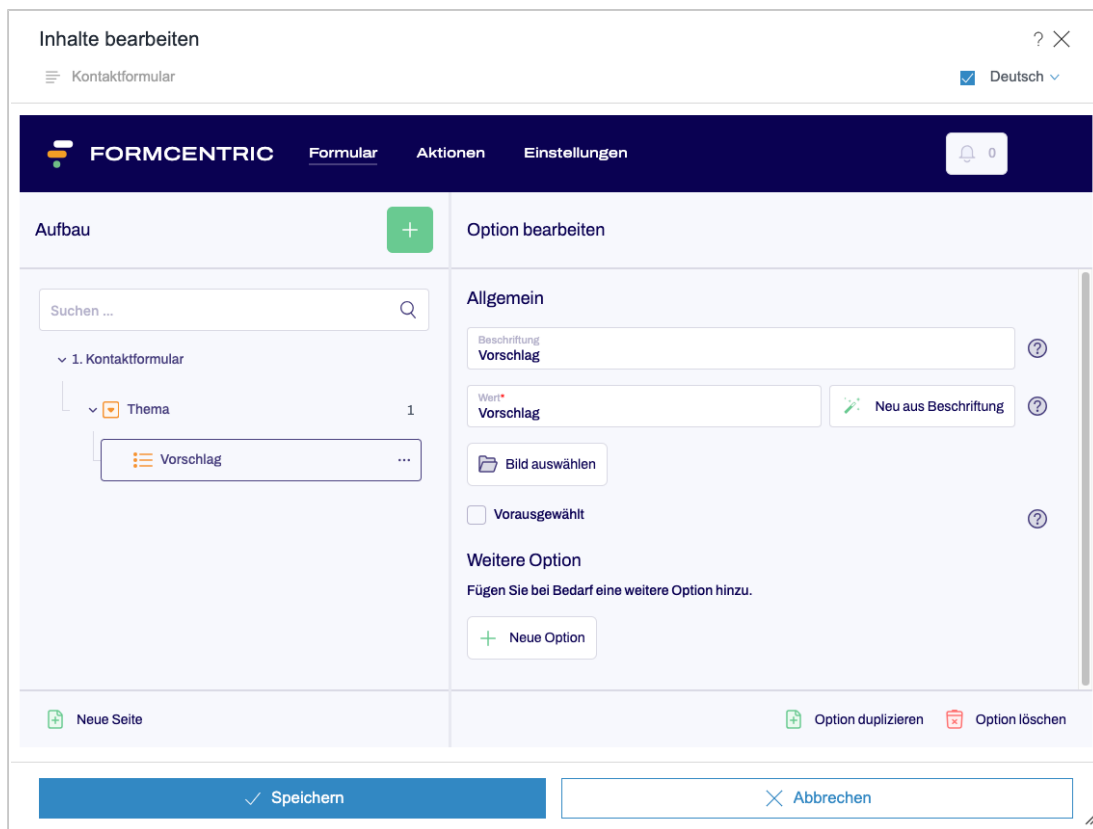 Inhalte bearbeiten
?
Kontaktformular
Deutsch
FORMCENTRIC
Formular
Aktionen
Einstellungen
0
Aufbau
+
Option bearbeiten
Suchen ...
1. Kontaktformular
Thema
1
Vorschlag
...
Allgemein
Beschriftung
Vorschlag
?
Wert*
Vorschlag
Neu aus Beschriftung
?
Bild auswählen
Vorausgewählt
?
Weitere Option
Fügen Sie bei Bedarf eine weitere Option hinzu.
+ Neue Option
Neue Seite
Option duplizieren
Option löschen
Speichern
Abbrechen